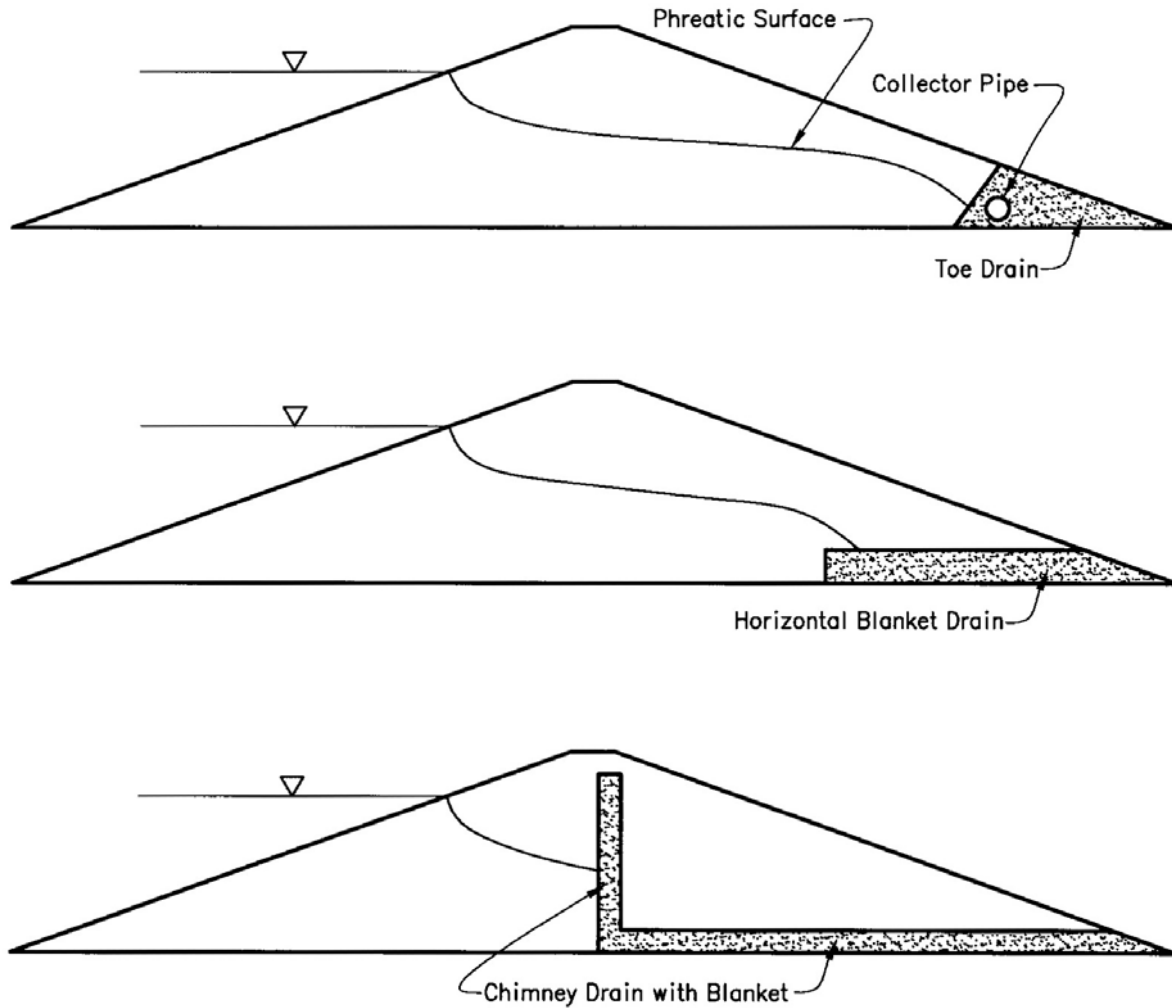 Phreatic Surface
Collector Pipe
Toe Drain
Horizontal Blanket Drain
Chimney Drain with Blanket